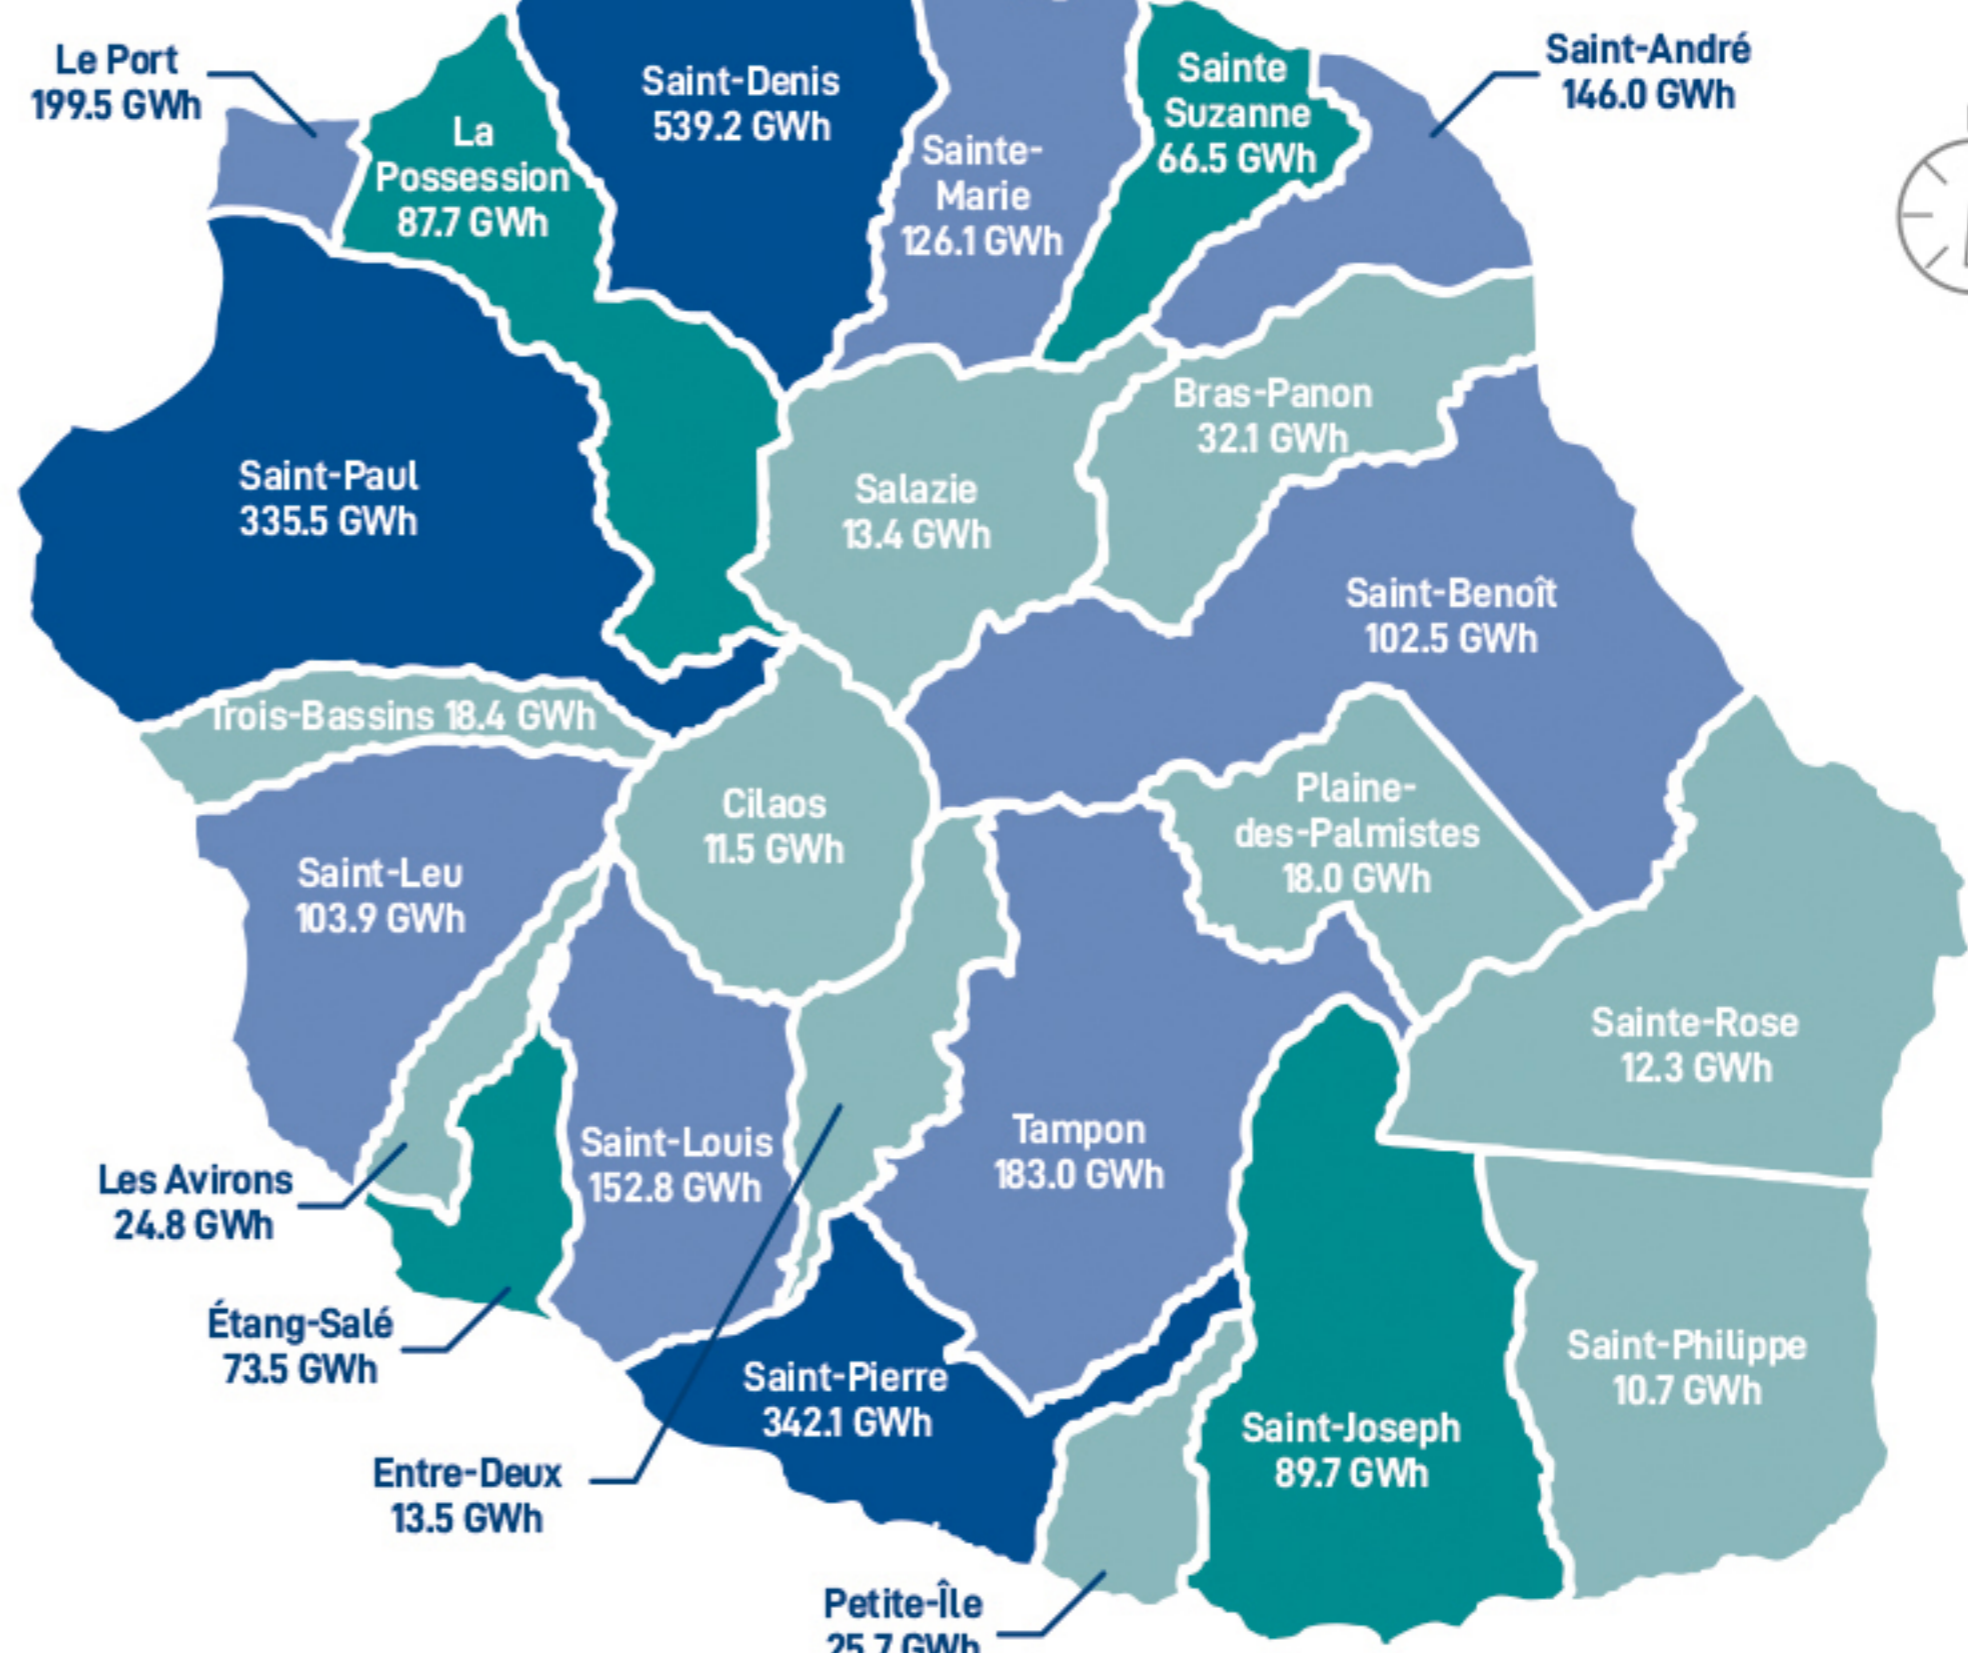 Le Port
199.5 GWh
La
Possession
87.7 GWh
Saint-Denis
539.2 GWh
Sainte-
Marie
126.1 GWh
Sainte
Suzanne
66.5 GWh
Saint-André
146.0 GWh
Saint-Paul
335.5 GWh
Salazie
13.4 GWh
Bras-Panon
32.1 GWh
Saint-Benoît
102.5 GWh
Trois-Bassins 18.4 GWh
Cilaos
11.5 GWh
Plaine-
des-Palmistes
18.0 GWh
Saint-Leu
103.9 GWh
Sainte-Rose
12.3 GWh
Les Avirons
24.8 GWh
Saint-Louis
152.8 GWh
Tampon
183.0 GWh
Étang-Salé
73.5 GWh
Saint-Pierre
342.1 GWh
Saint-Philippe
10.7 GWh
Entre-Deux
13.5 GWh
Saint-Joseph
89.7 GWh
Petite-Île
25.7 GWh